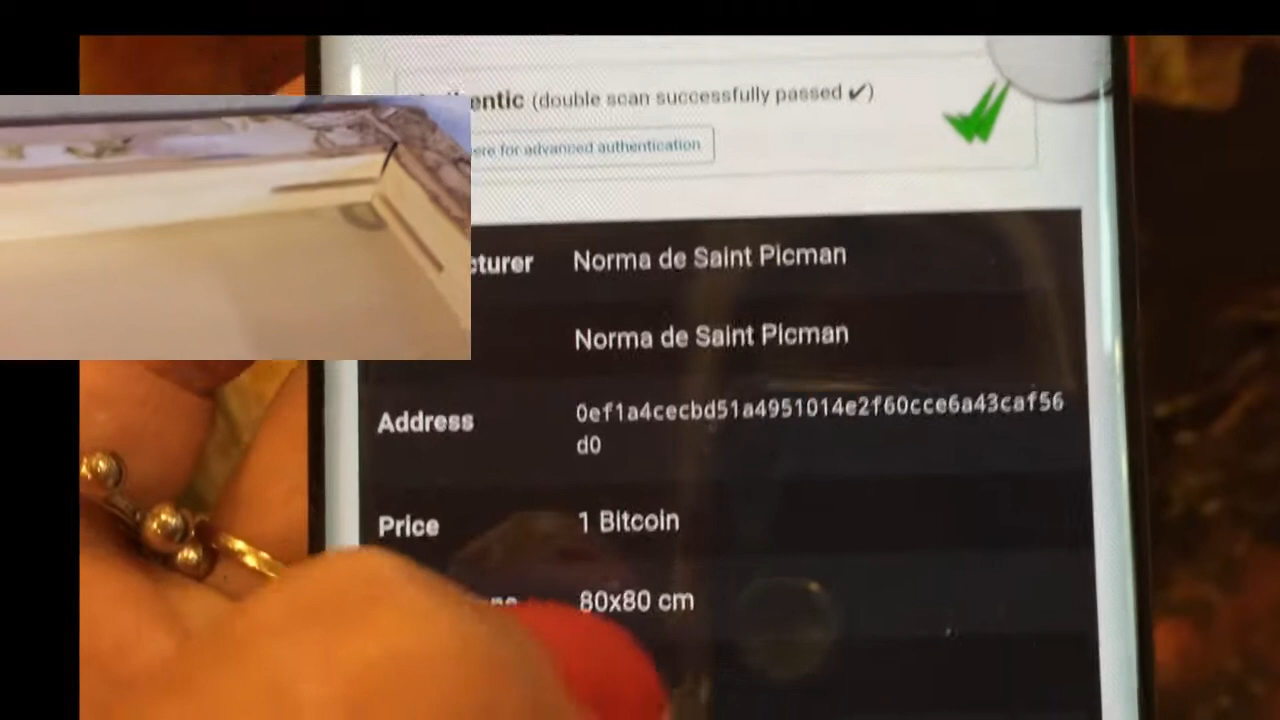 entic (double scan successfully passed ✔)
ere for advanced authentication
cturer Norma de Saint Picman
Norma de Saint Picman
Address 0ef1a4cecbd51a4951014e2f60cce6a43caf56
d0
Price 1 Bitcoin
80x80 cm